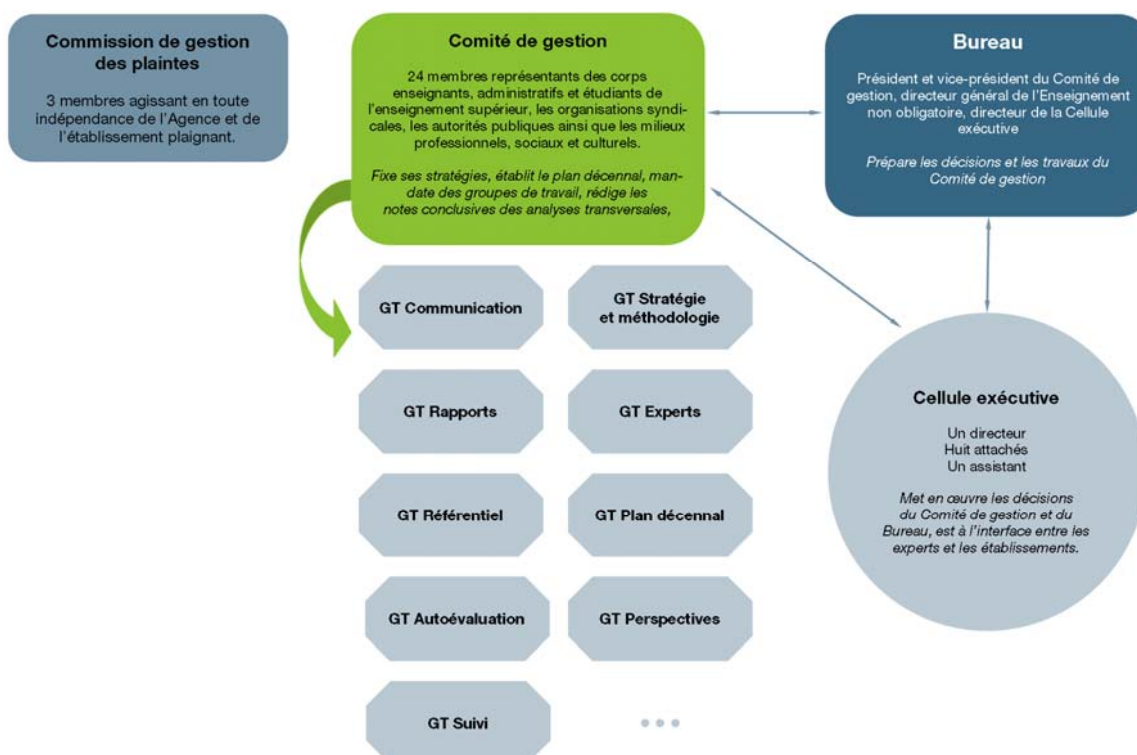 Commission de gestion
des plaintes
3 membres agissant en toute
indépendance de l'Agence et de
l'établissement plaignant.
Comité de gestion
24 membres représentants des corps
enseignants, administratifs et étudiants de
l'enseignement supérieur, les organisations syndi-
cales, les autorités publiques ainsi que les milieux
professionnels, sociaux et culturels.
Fixe ses stratégies, établit le plan décennal, man-
date des groupes de travail, rédige les
notes conclusives des analyses transversales,
Bureau
Président et vice-président du Comité de
gestion, directeur général de l'Enseignement
non obligatoire, directeur de la Cellule
exécutive
Prépare les décisions et les travaux du
Comité de gestion
GT Communication
GT Stratégie
et méthodologie
GT Rapports
GT Experts
GT Référentiel
GT Plan décennal
GT Autoévaluation
GT Perspectives
GT Suivi
•••
Cellule exécutive
Un directeur
Huit attachés
Un assistant
Met en œuvre les décisions
du Comité de gestion et du
Bureau, est à l'interface entre les
experts et les établissements.